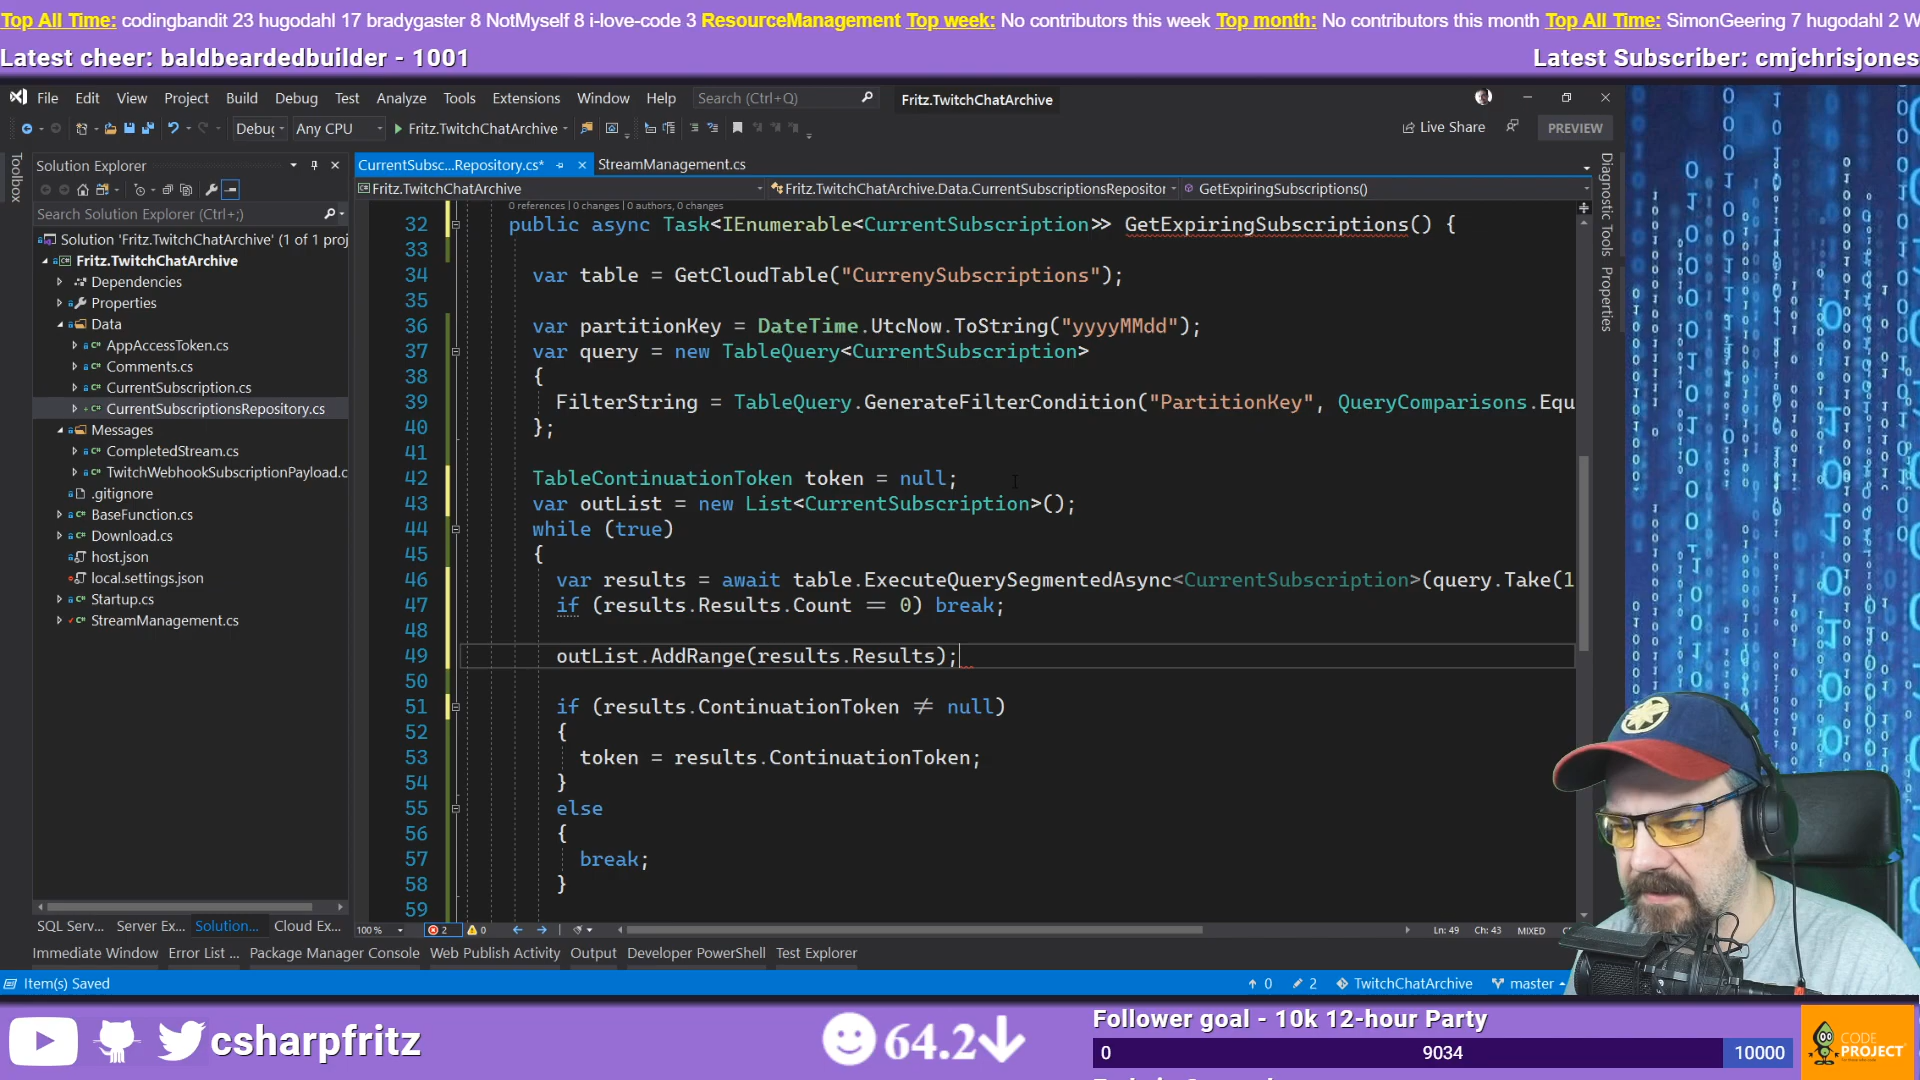 Top All Time: codingbandit 23 hugodahl 17 bradygaster 8 NotMyself 8 i-love-code 3 ResourceManagement Top week: No contributors this week Top month: No contributors this month Top All Time: SimonGeering 7 hugodahl 2 W
Latest cheer: baldbeardedbuilder - 1001
Latest Subscriber: cmjchrisjones
File Edit View Project Build Debug Test Analyze Tools Extensions Window Help Search (Ctrl+Q) Fritz.TwitchChatArchive
Debug Any CPU Fritz.TwitchChatArchive Live Share PREVIEW
Toolbox
Solution Explorer
Search Solution Explorer (Ctrl+;)
Solution 'Fritz.TwitchChatArchive' (1 of 1 proj
Fritz.TwitchChatArchive
Dependencies
Properties
Data
AppAccessToken.cs
Comments.cs
CurrentSubscription.cs
CurrentSubscriptionsRepository.cs
Messages
CompletedStream.cs
TwitchWebhookSubscriptionPayload.c
.gitignore
BaseFunction.cs
Download.cs
host.json
local.settings.json
Startup.cs
StreamManagement.cs
SQL Serv... Server Ex... Solution... Cloud Ex...
CurrentSubsc...Repository.cs* StreamManagement.cs
Fritz.TwitchChatArchive Fritz.TwitchChatArchive.Data.CurrentSubscriptionsRepositor GetExpiringSubscriptions()
0 references | 0 changes | 0 authors, 0 changes
32 public async Task<IEnumerable<CurrentSubscription>> GetExpiringSubscriptions() {
33
34 var table = GetCloudTable("CurrenySubscriptions");
35
36 var partitionKey = DateTime.UtcNow.ToString("yyyyMMdd");
37 var query = new TableQuery<CurrentSubscription>
38 {
39 FilterString = TableQuery.GenerateFilterCondition("PartitionKey", QueryComparisons.Equ
40 };
41
42 TableContinuationToken token = null;
43 var outList = new List<CurrentSubscription>();
44 while (true)
45 {
46 var results = await table.ExecuteQuerySegmentedAsync<CurrentSubscription>(query.Take(1
47 if (results.Results.Count == 0) break;
48
49 outList.AddRange(results.Results);
50
51 if (results.ContinuationToken ≠ null)
52 {
53 token = results.ContinuationToken;
54 }
55 else
56 {
57 break;
58 }
59
Diagnostic Tools
Properties
100 % 2 0 Ln: 49 Ch: 43 MIXED
Immediate Window Error List ... Package Manager Console Web Publish Activity Output Developer PowerShell Test Explorer
Item(s) Saved 0 2 TwitchChatArchive master
csharpfritz
64.2
Follower goal - 10k 12-hour Party
0 9034 10000
CODE PROJECT